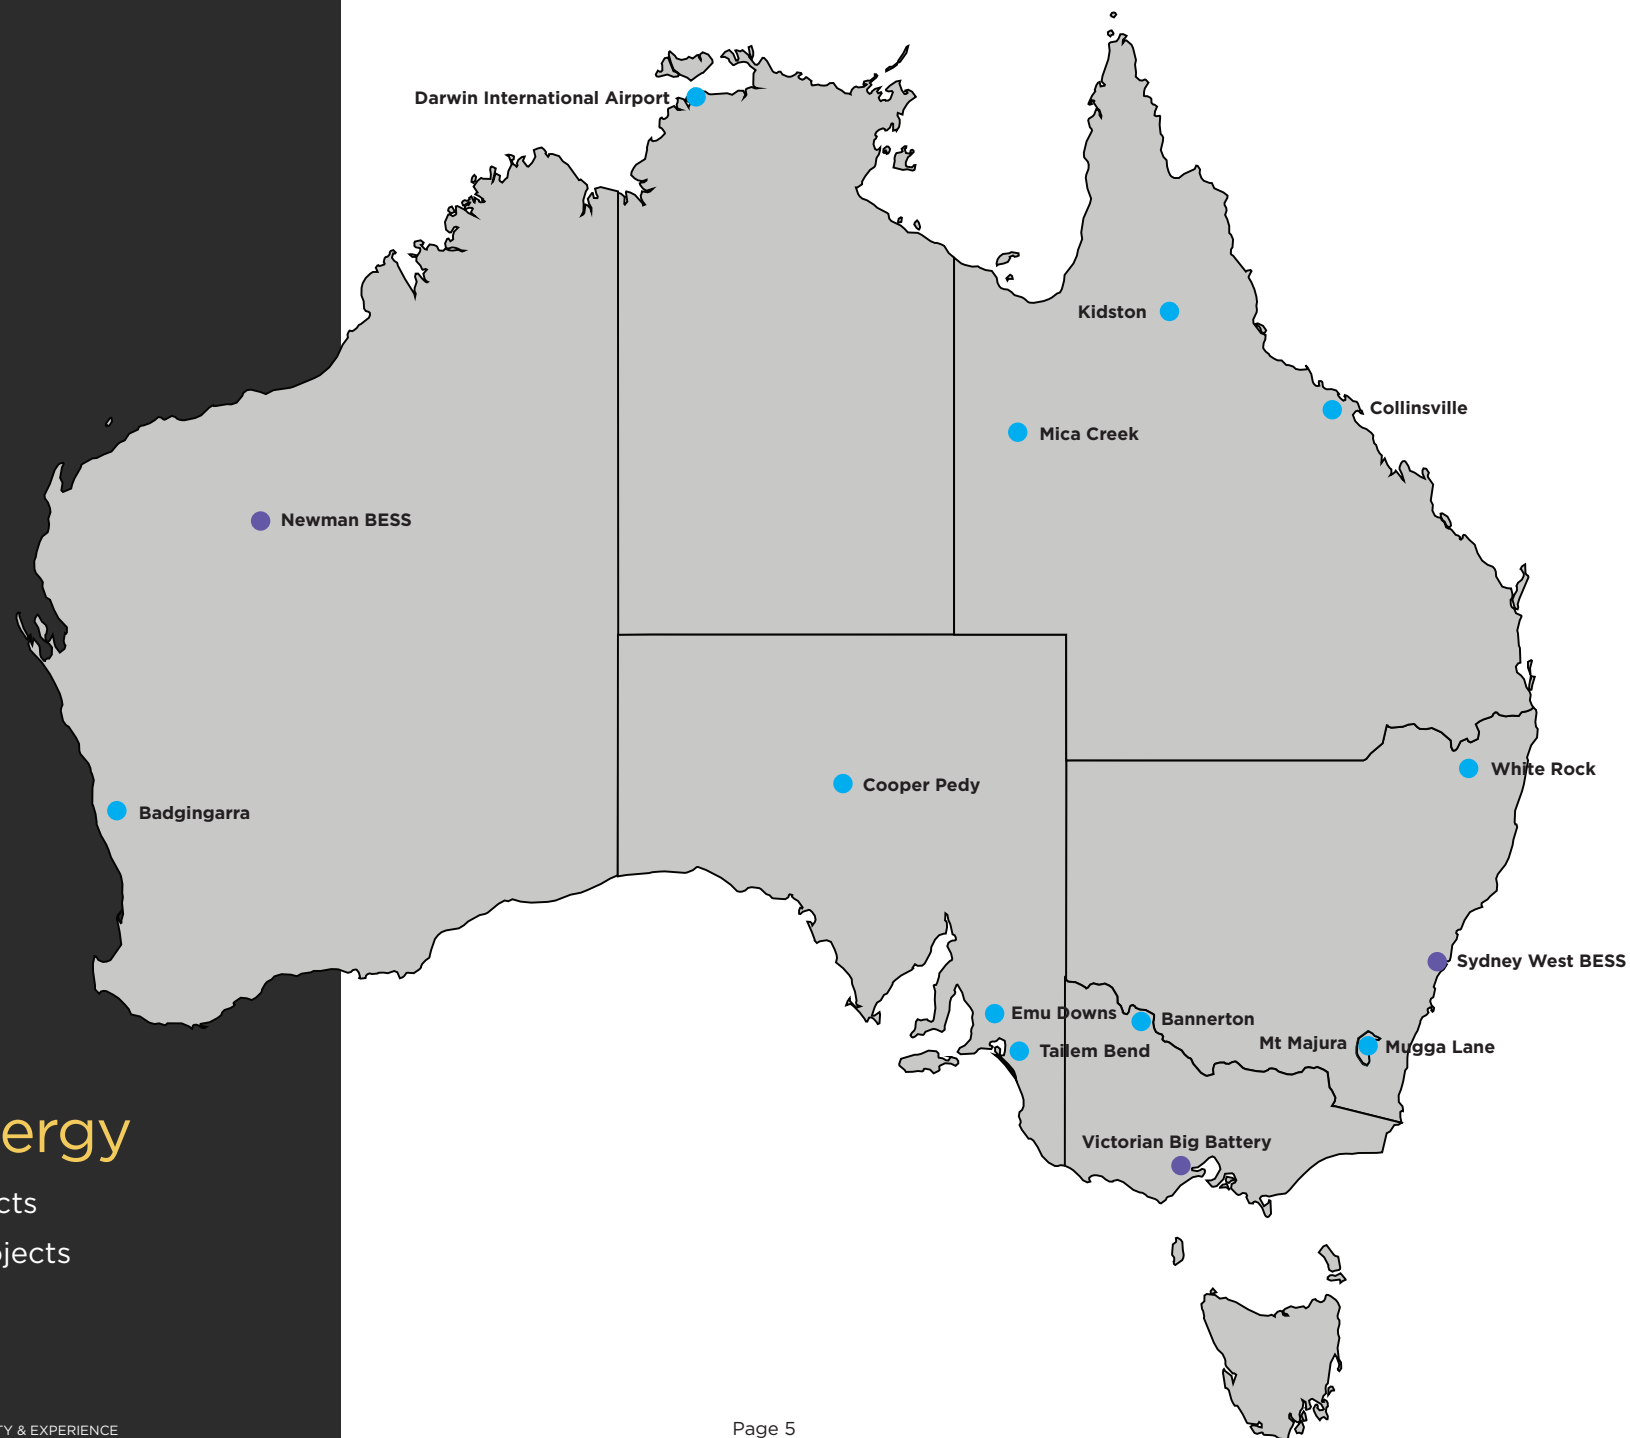 Darwin International Airport
Kidston
Collinsville
Mica Creek
Newman BESS
White Rock
Cooper Pedy
Badgingarra
Sydney West BESS
Emu Downs
Bannerton
Mt Majura
Mugga Lane
Tailem Bend
Victorian Big Battery
ergy
cts
jects
TY & EXPERIENCE
Page 5